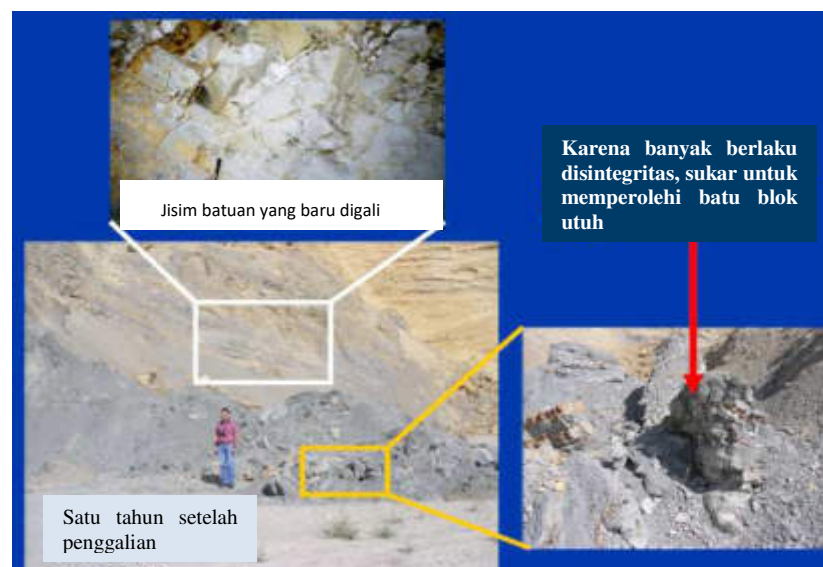 Jisim batuan yang baru digali
Karena banyak berlaku
disintegritas, sukar untuk
memperolehi batu blok
utuh
Satu tahun setelah
penggalian